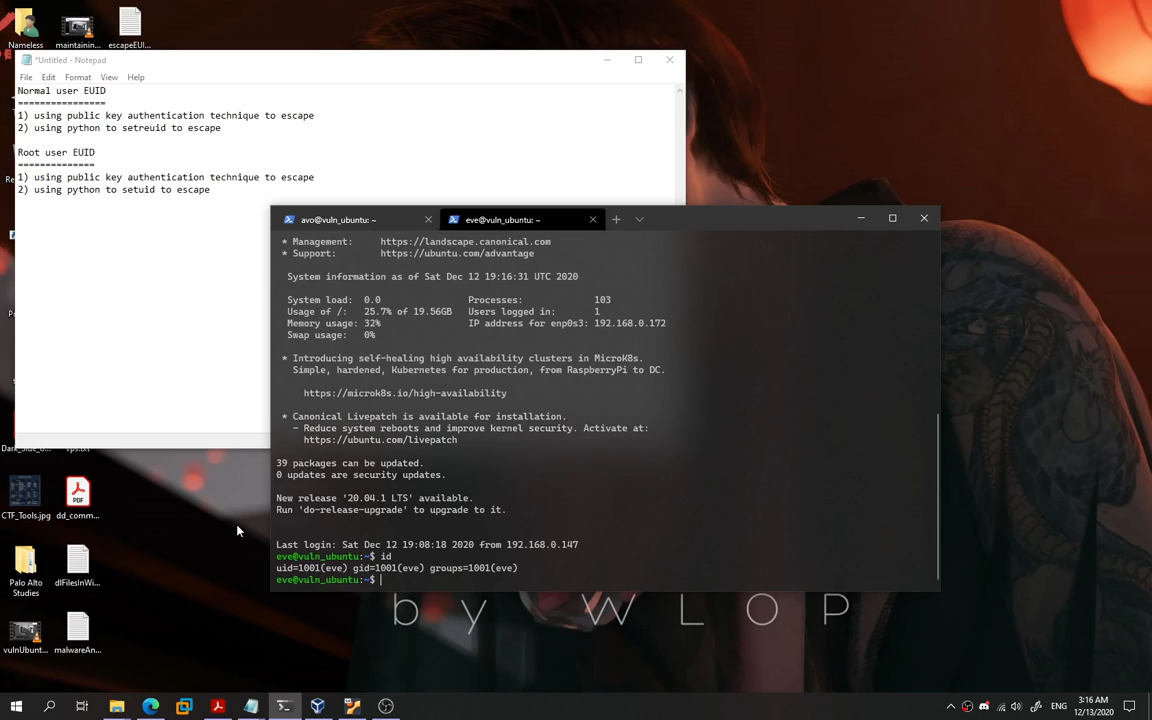 Nameless
maintainin...
escapeEUI...
*Untitled - Notepad
File Edit Format View Help
Normal user EUID
================
1) using public key authentication technique to escape
2) using python to setreuid to escape
Root user EUID
==============
1) using public key authentication technique to escape
2) using python to setuid to escape
avo@vuln_ubuntu: ~
eve@vuln_ubuntu: ~
* Management: https://landscape.canonical.com
* Support: https://ubuntu.com/advantage
System information as of Sat Dec 12 19:16:31 UTC 2020
System load: 0.0 Processes: 103
Usage of /: 25.7% of 19.56GB Users logged in: 1
Memory usage: 32% IP address for enp0s3: 192.168.0.172
Swap usage: 0%
* Introducing self-healing high availability clusters in MicroK8s.
Simple, hardened, Kubernetes for production, from RaspberryPi to DC.
https://microk8s.io/high-availability
* Canonical Livepatch is available for installation.
- Reduce system reboots and improve kernel security. Activate at:
https://ubuntu.com/livepatch
39 packages can be updated.
0 updates are security updates.
New release '20.04.1 LTS' available.
Run 'do-release-upgrade' to upgrade to it.
Last login: Sat Dec 12 19:08:18 2020 from 192.168.0.147
eve@vuln_ubuntu:~$ id
uid=1001(eve) gid=1001(eve) groups=1001(eve)
eve@vuln_ubuntu:~$
CTF_Tools.jpg
PDF
dd_comm...
Palo Alto
Studies
dlFilesInWi...
vulnUbunt...
malwareAn...
by WLOP
ENG
3:16 AM
12/13/2020